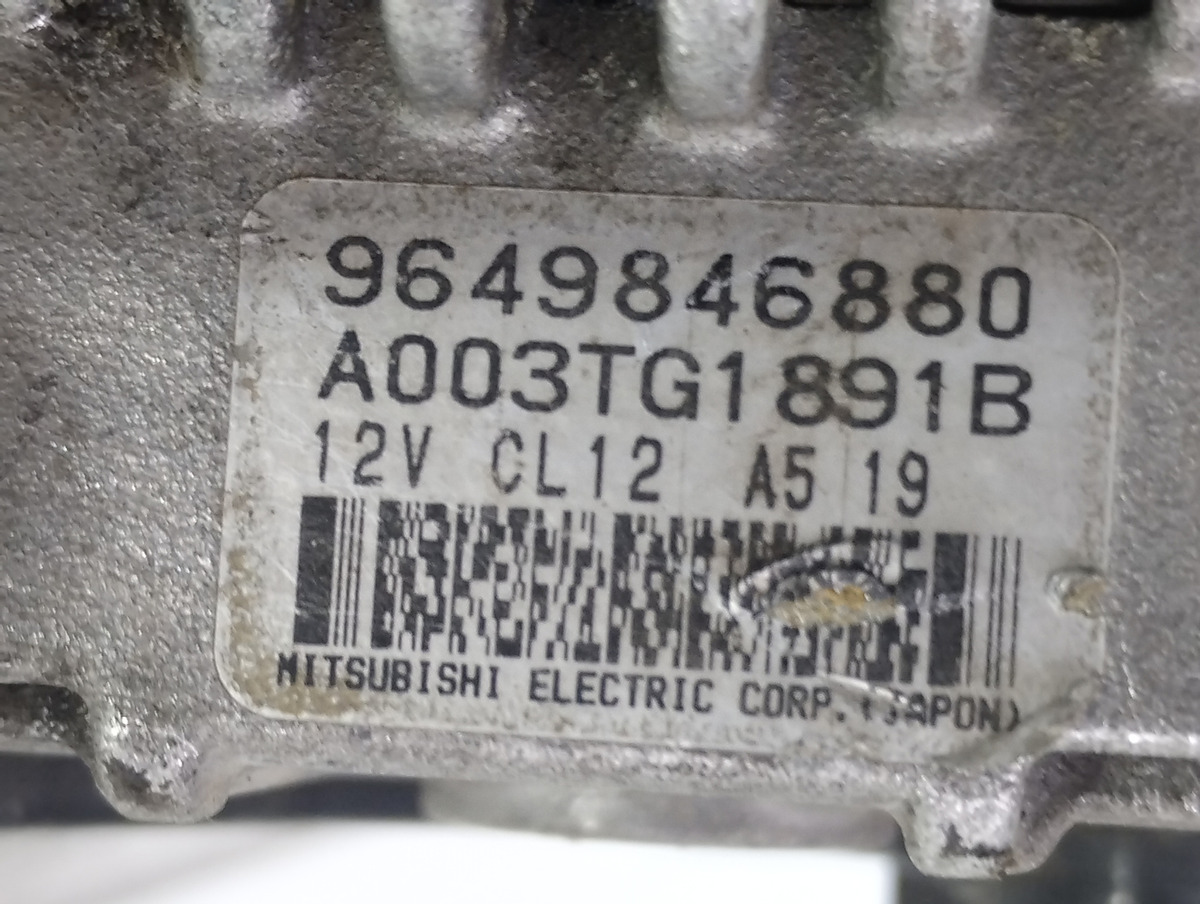 9649846880
A003TG1891B
12V CL12 A5 19
MITSUBISHI ELECTRIC CORP.(JAPON)